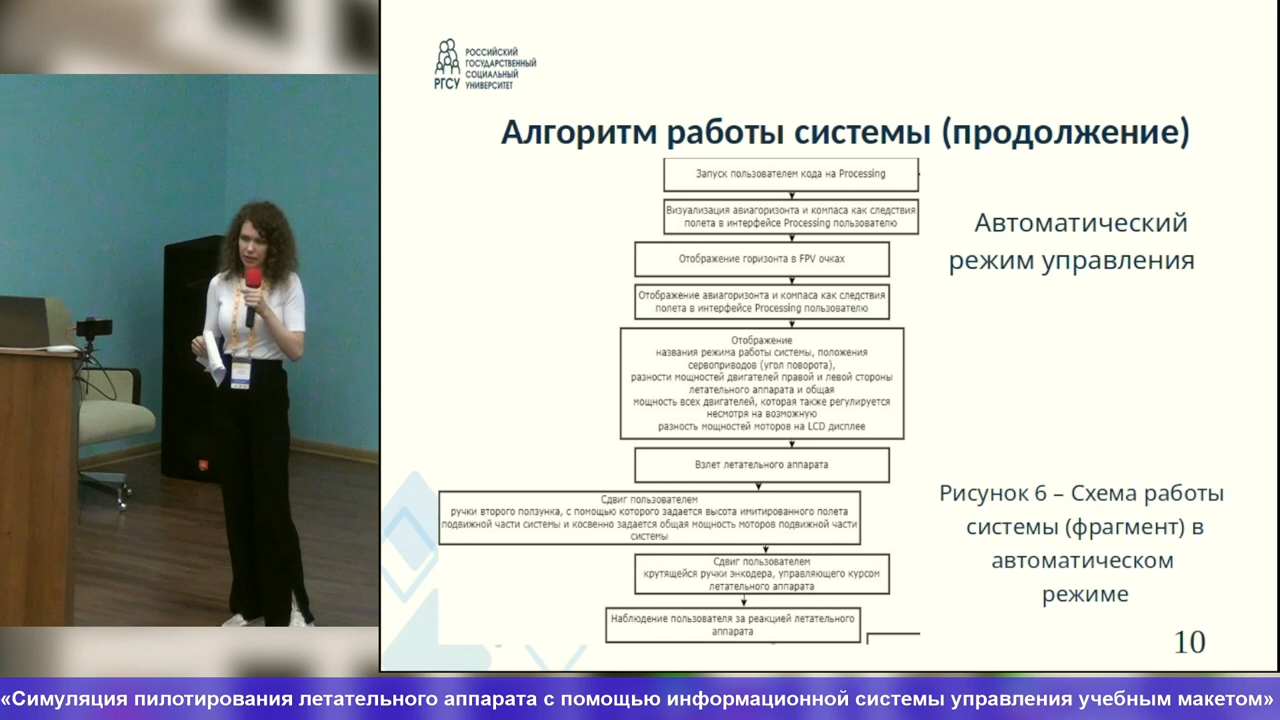 РОССИЙСКИЙ
ГОСУДАРСТВЕННЫЙ
СОЦИАЛЬНЫЙ
УНИВЕРСИТЕТ
РГСУ
Алгоритм работы системы (продолжение)
Запуск пользователем кода на Processing
Визуализация авиагоризонта и компаса как следствия
полета в интерфейсе Processing пользователю
Отображение горизонта в FPV очках
Отображение авиагоризонта и компаса как следствия
полета в интерфейсе Processing пользователю
Отображение
названия режима работы системы, положения
сервоприводов (угол поворота),
разности мощностей двигателей правой и левой стороны
летательного аппарата и общая
мощность всех двигателей, которая также регулируется
несмотря на возможную
разность мощностей моторов на LCD дисплее
Взлет летательного аппарата
Сдвиг пользователем
ручки второго ползунка, с помощью которого задается высота имитированного полета
подвижной части системы и косвенно задается общая мощность моторов подвижной части
системы
Сдвиг пользователем
крутящейся ручки энкодера, управляющего курсом
летательного аппарата
Наблюдение пользователя за реакцией летательного
аппарата
Автоматический
режим управления
Рисунок 6 – Схема работы
системы (фрагмент) в
автоматическом
режиме
10
«Симуляция пилотирования летательного аппарата с помощью информационной системы управления учебным макетом»